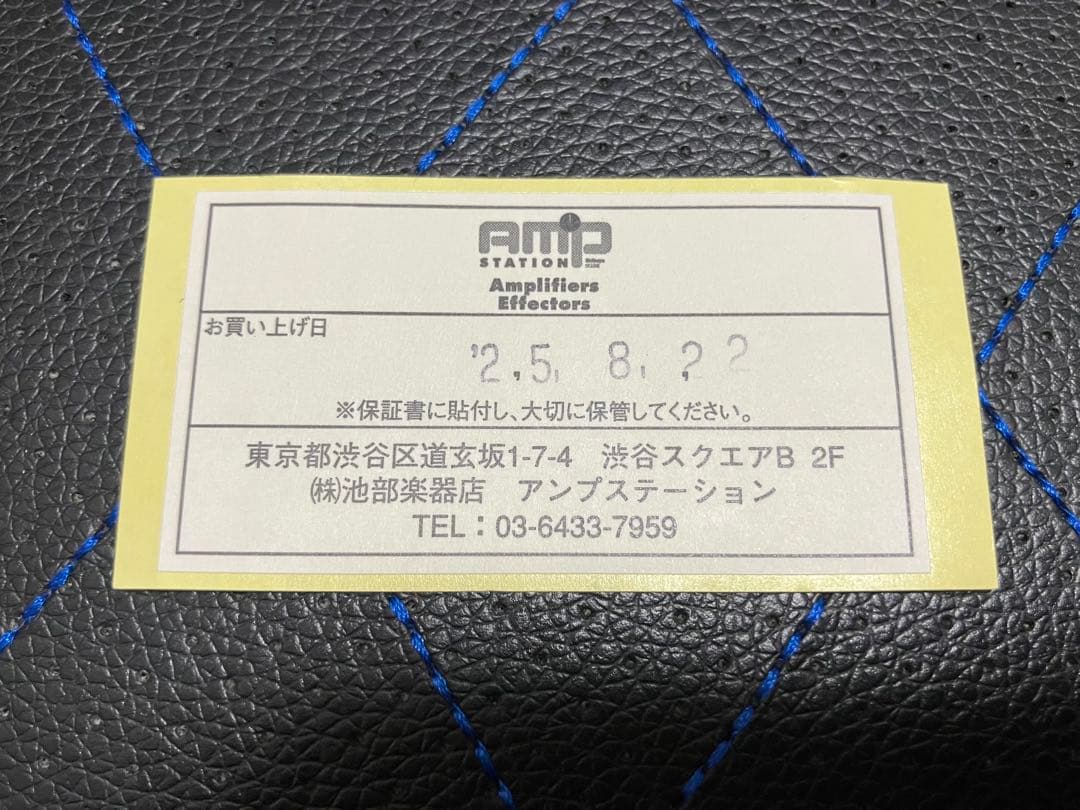 AMP
STATION
Amplifiers
Effectors
お買い上げ日
'25. 8. 22
※保証書に貼付し、大切に保管してください。
東京都渋谷区道玄坂1-7-4 渋谷スクエアB 2F
㈱池部楽器店 アンプステーション
TEL：03-6433-7959